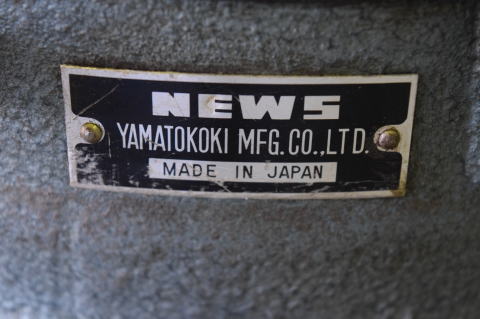 NEWS
YAMATOKOKI MFG. CO.,LTD.
MADE IN JAPAN